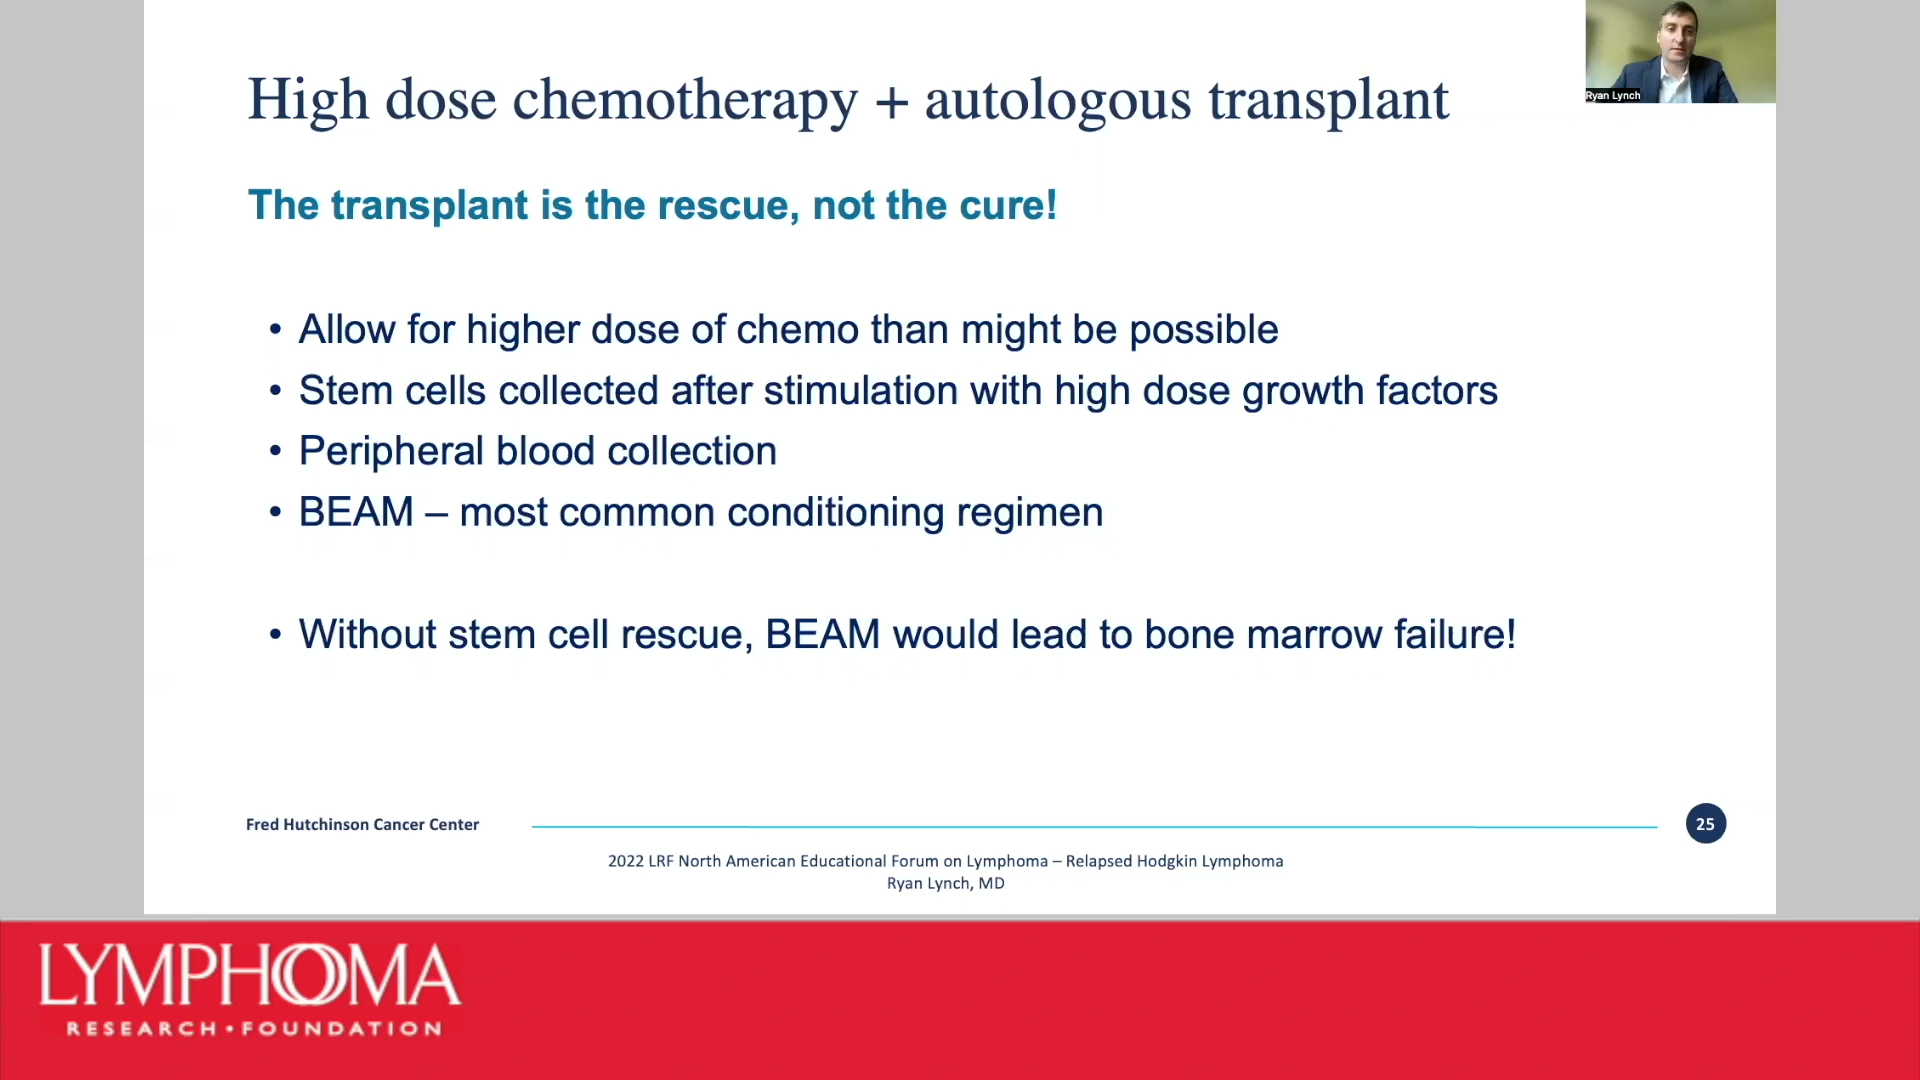 Ryan Lynch
High dose chemotherapy + autologous transplant
The transplant is the rescue, not the cure!
• Allow for higher dose of chemo than might be possible
• Stem cells collected after stimulation with high dose growth factors
• Peripheral blood collection
• BEAM – most common conditioning regimen
• Without stem cell rescue, BEAM would lead to bone marrow failure!
Fred Hutchinson Cancer Center
25
2022 LRF North American Educational Forum on Lymphoma – Relapsed Hodgkin Lymphoma
Ryan Lynch, MD
LYMPHOMA
RESEARCH • FOUNDATION